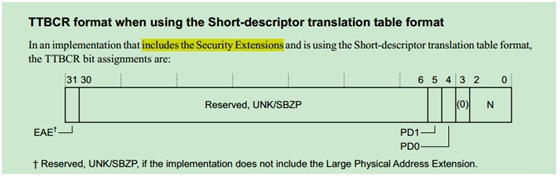 TTBCR format when using the Short-descriptor translation table format
In an implementation that includes the Security Extensions and is using the Short-descriptor translation table format,
the TTBCR bit assignments are:
31 30 6 5 4 3 2 0
Reserved, UNK/SBZP (0) N
EAE† PD1
PD0
† Reserved, UNK/SBZP, if the implementation does not include the Large Physical Address Extension.